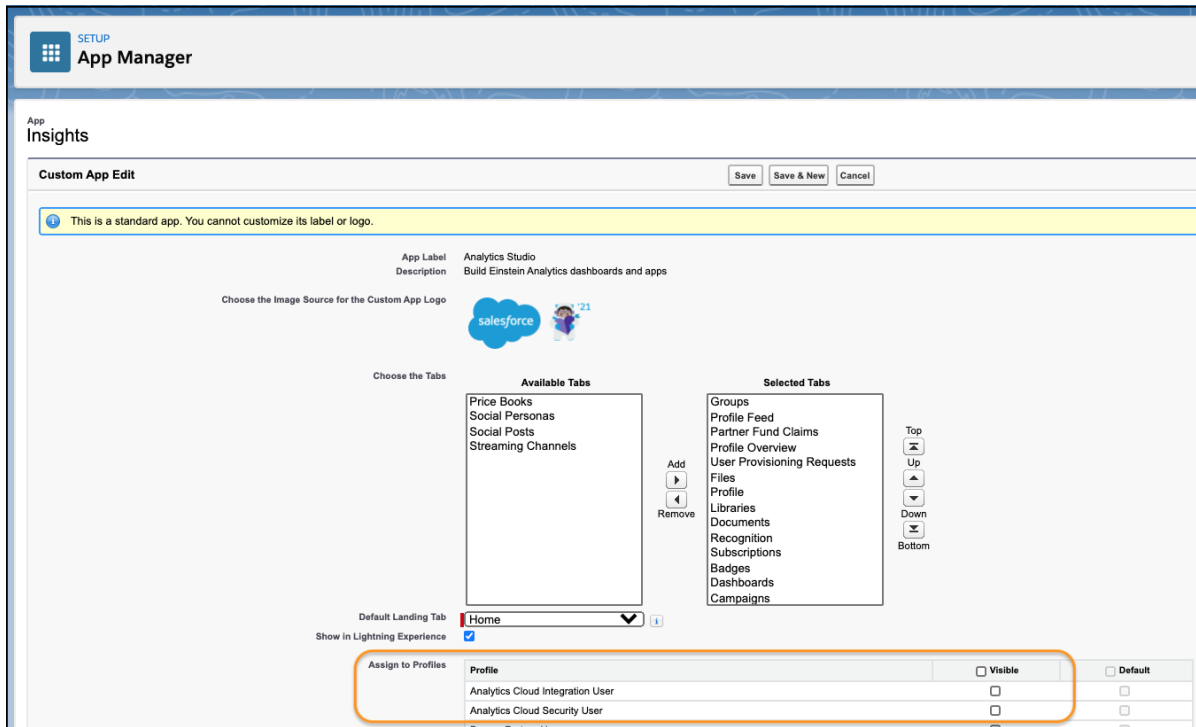 SETUP
App Manager
App
Insights
Custom App Edit
Save
Save & New
Cancel
This is a standard app. You cannot customize its label or logo.
App Label Analytics Studio
Description Build Einstein Analytics dashboards and apps
Choose the Image Source for the Custom App Logo
salesforce
'21
Choose the Tabs
Available Tabs
Price Books
Social Personas
Social Posts
Streaming Channels
Add
Remove
Selected Tabs
Groups
Profile Feed
Partner Fund Claims
Profile Overview
User Provisioning Requests
Files
Profile
Libraries
Documents
Recognition
Subscriptions
Badges
Dashboards
Campaigns
Top
Up
Down
Bottom
Default Landing Tab Home
Show in Lightning Experience
Assign to Profiles
Profile Visible Default
Analytics Cloud Integration User
Analytics Cloud Security User